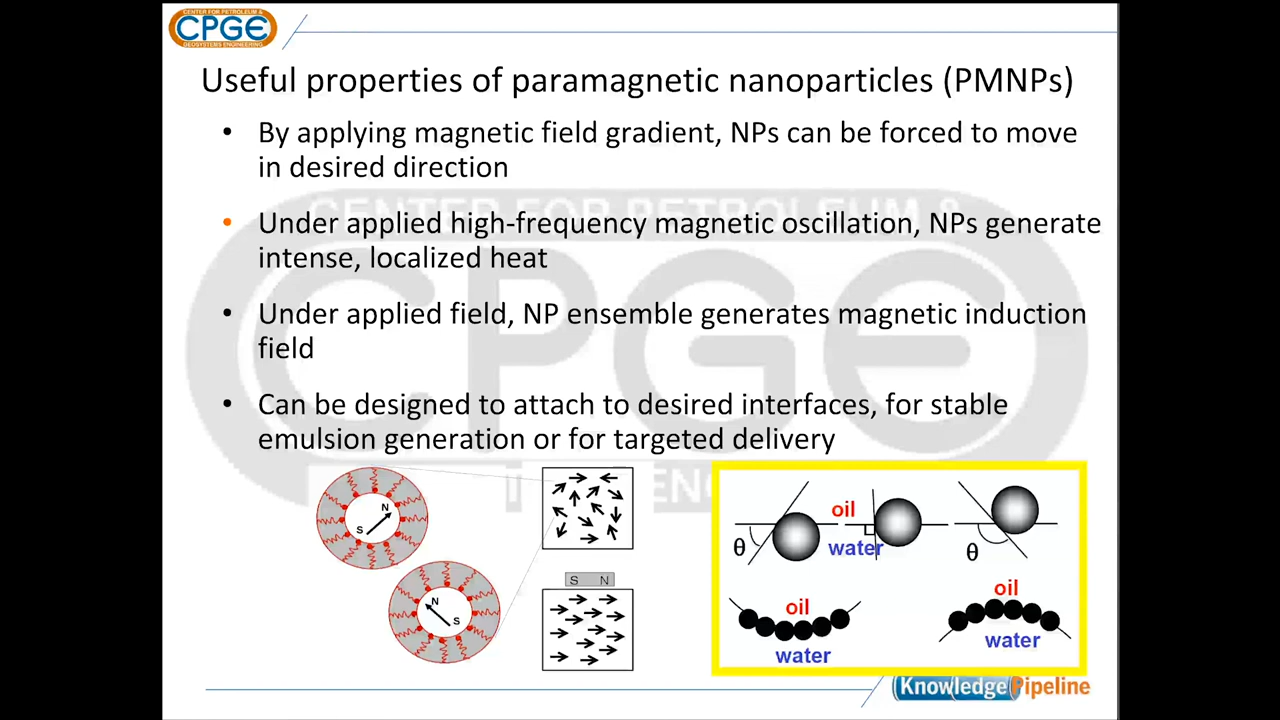 CENTER FOR PETROLEUM &
CPGE
GEOSYSTEMS ENGINEERING
Useful properties of paramagnetic nanoparticles (PMNPs)
• By applying magnetic field gradient, NPs can be forced to move
in desired direction
• Under applied high-frequency magnetic oscillation, NPs generate
intense, localized heat
• Under applied field, NP ensemble generates magnetic induction
field
• Can be designed to attach to desired interfaces, for stable
emulsion generation or for targeted delivery
CENTER FOR PETROLEUM &
CPGE
N
S
N
S
S N
oil
water
θ
θ
oil
water
oil
water
Knowledge Pipeline